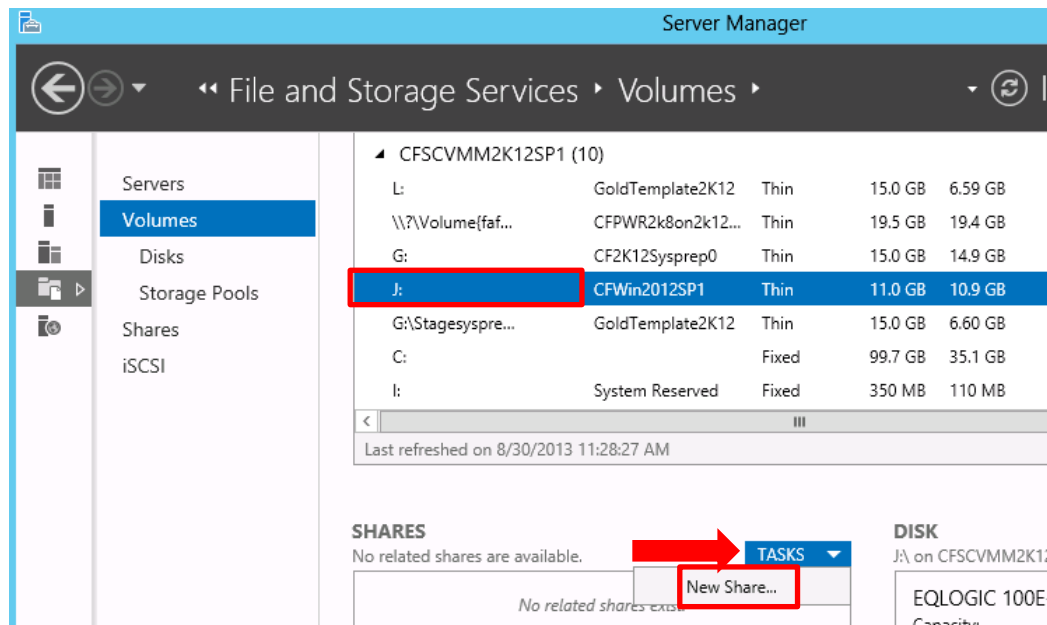 Server Manager
File and Storage Services Volumes
Servers
Volumes
Disks
Storage Pools
Shares
iSCSI
CFSCVMM2K12SP1 (10)
L: GoldTemplate2K12 Thin 15.0 GB 6.59 GB
\\?\Volume{faf... CFPWR2k8on2k12... Thin 19.5 GB 19.4 GB
G: CF2K12Sysprep0 Thin 15.0 GB 14.9 GB
J: CFWin2012SP1 Thin 11.0 GB 10.9 GB
G:\Stagesyspre... GoldTemplate2K12 Thin 15.0 GB 6.60 GB
C: Fixed 99.7 GB 35.1 GB
I: System Reserved Fixed 350 MB 110 MB
Last refreshed on 8/30/2013 11:28:27 AM
SHARES
No related shares are available.
TASKS
New Share...
No related shares exist.
DISK
J:\ on CFSCVMM2K12
EQLOGIC 100E-
Capacity: